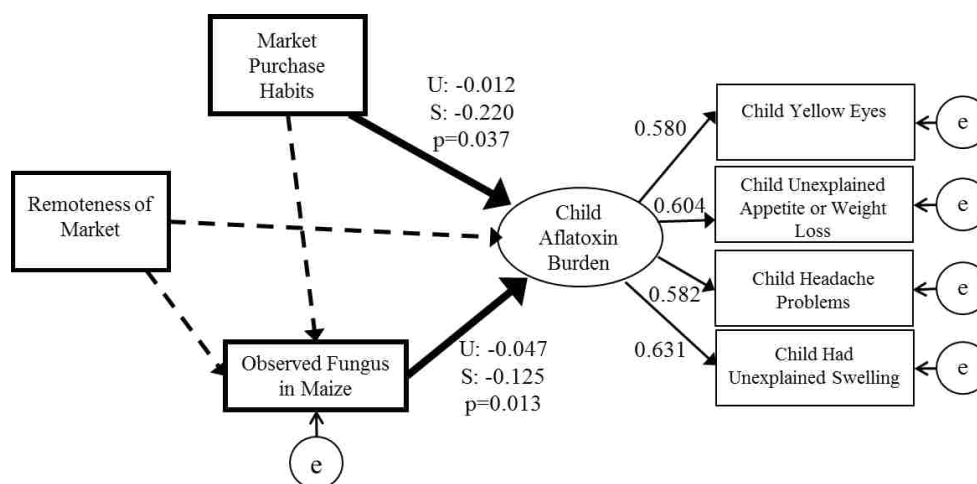 Market
Purchase
Habits
U: -0.012
S: -0.220
p=0.037
Remoteness of
Market
Child
Aflatoxin
Burden
Observed Fungus
in Maize
e
U: -0.047
S: -0.125
p=0.013
0.580
0.604
0.582
0.631
Child Yellow Eyes
e
Child Unexplained
Appetite or Weight
Loss
e
Child Headache
Problems
e
Child Had
Unexplained Swelling
e